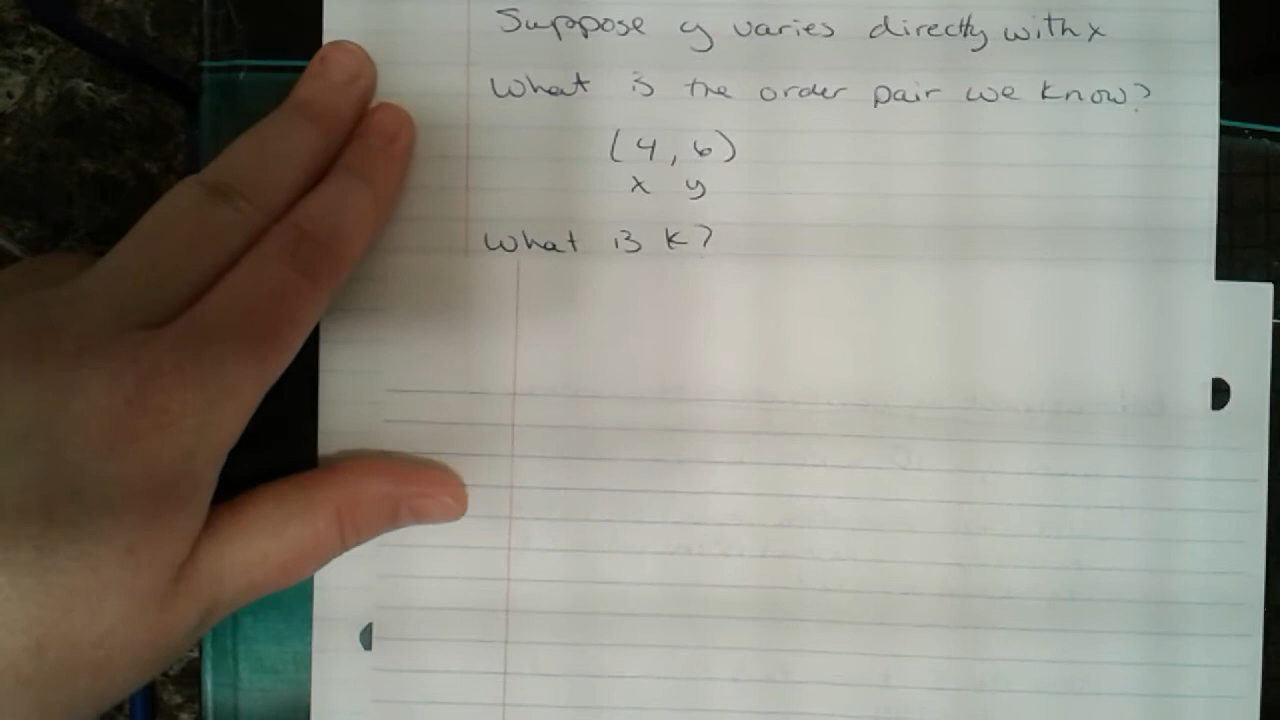 Suppose y varies directly with x
What is the order pair we know?
(4, 6)
x y
What is k?